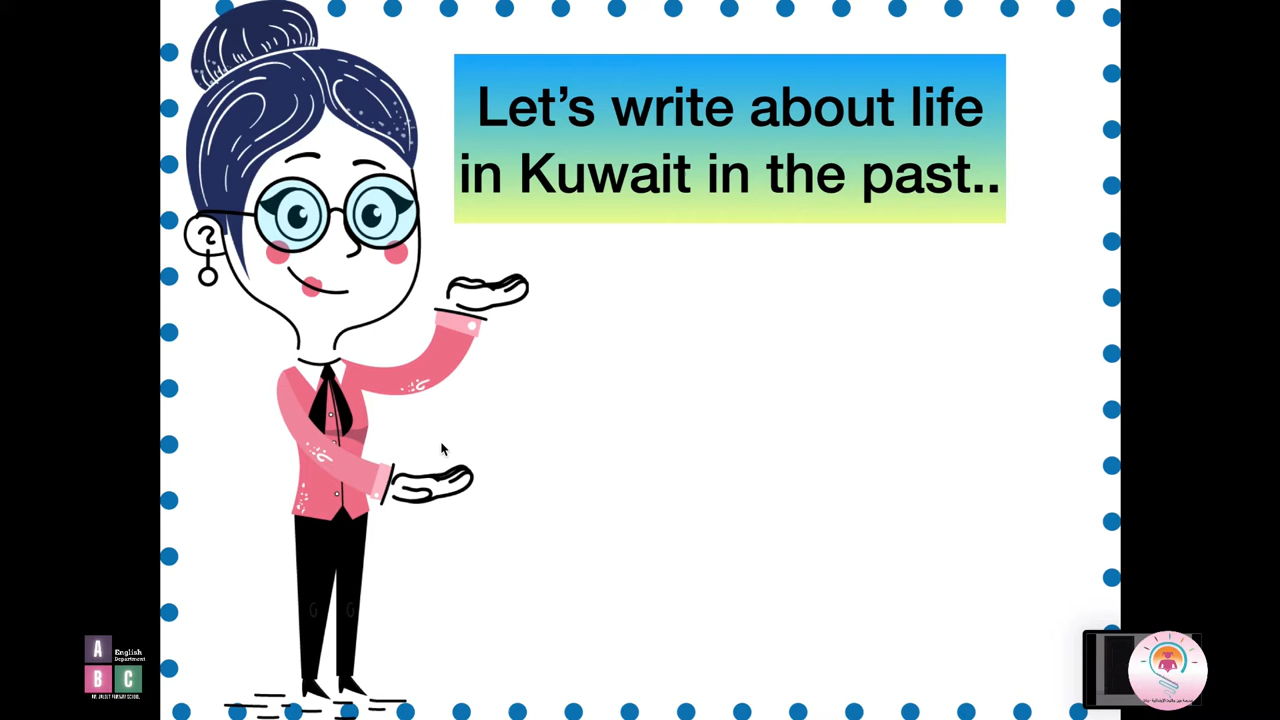 Let's write about life
in Kuwait in the past..
A
English
Department
B C